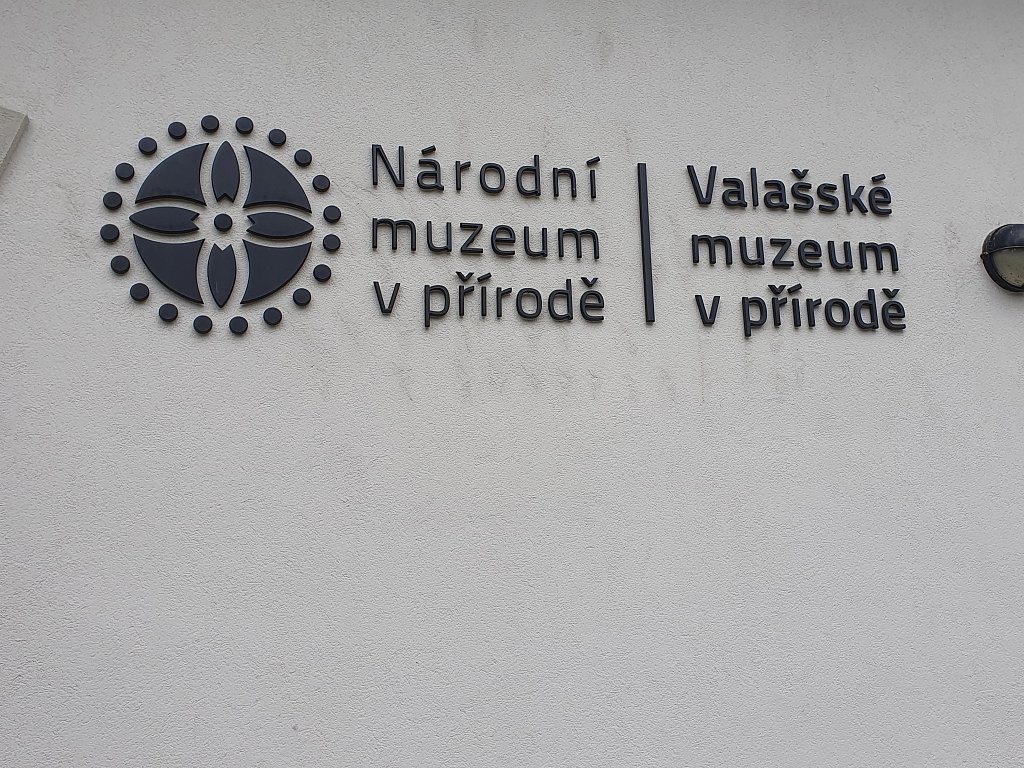 Národní
muzeum
v přírodě
Valašské
muzeum
v přírodě